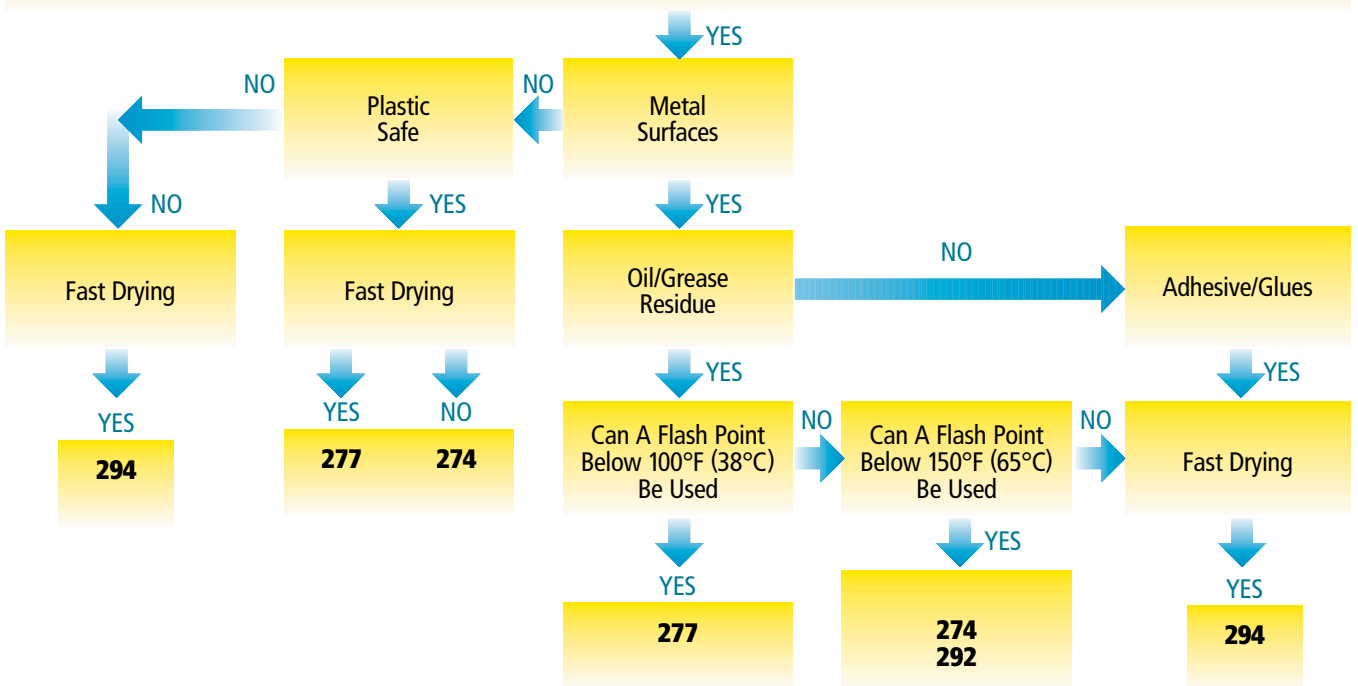 YES
NO
Plastic
Safe
NO
Metal
Surfaces
NO
YES
YES
Fast Drying
Fast Drying
Oil/Grease
Residue
NO
Adhesive/Glues
YES
YES
YES
NO
YES
294
277
274
Can A Flash Point
Below 100°F (38°C)
Be Used
NO
Can A Flash Point
Below 150°F (65°C)
Be Used
NO
Fast Drying
YES
YES
YES
277
274
292
294